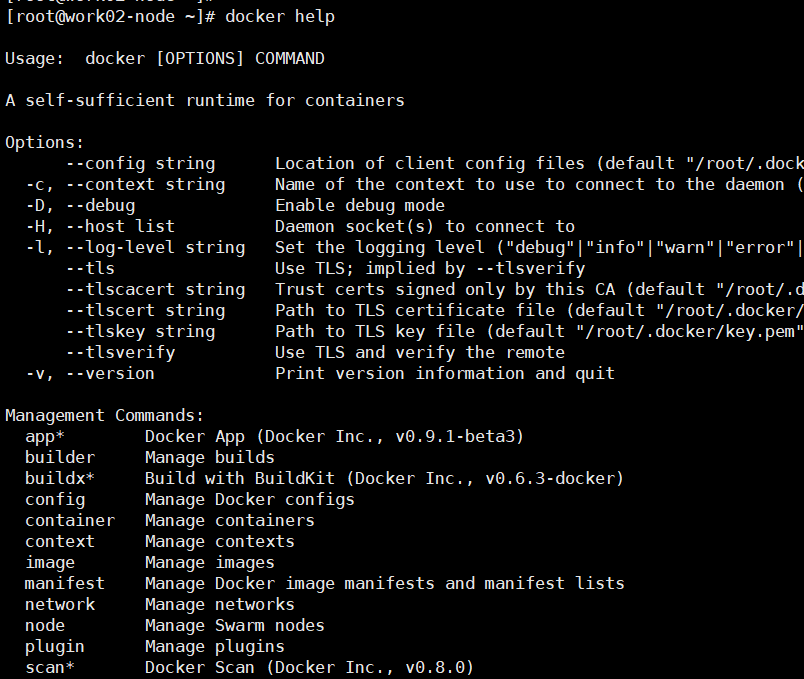 [root@work02-node ~]#
[root@work02-node ~]# docker help
Usage:  docker [OPTIONS] COMMAND
A self-sufficient runtime for containers
Options:
      --config string      Location of client config files (default "/root/.dock
  -c, --context string     Name of the context to use to connect to the daemon (
  -D, --debug              Enable debug mode
  -H, --host list          Daemon socket(s) to connect to
  -l, --log-level string   Set the logging level ("debug"|"info"|"warn"|"error"|
      --tls                Use TLS; implied by --tlsverify
      --tlscacert string   Trust certs signed only by this CA (default "/root/.d
      --tlscert string     Path to TLS certificate file (default "/root/.docker/
      --tlskey string      Path to TLS key file (default "/root/.docker/key.pem"
      --tlsverify          Use TLS and verify the remote
  -v, --version            Print version information and quit
Management Commands:
  app*        Docker App (Docker Inc., v0.9.1-beta3)
  builder     Manage builds
  buildx*     Build with BuildKit (Docker Inc., v0.6.3-docker)
  config      Manage Docker configs
  container   Manage containers
  context     Manage contexts
  image       Manage images
  manifest    Manage Docker image manifests and manifest lists
  network     Manage networks
  node        Manage Swarm nodes
  plugin      Manage plugins
  scan*       Docker Scan (Docker Inc., v0.8.0)